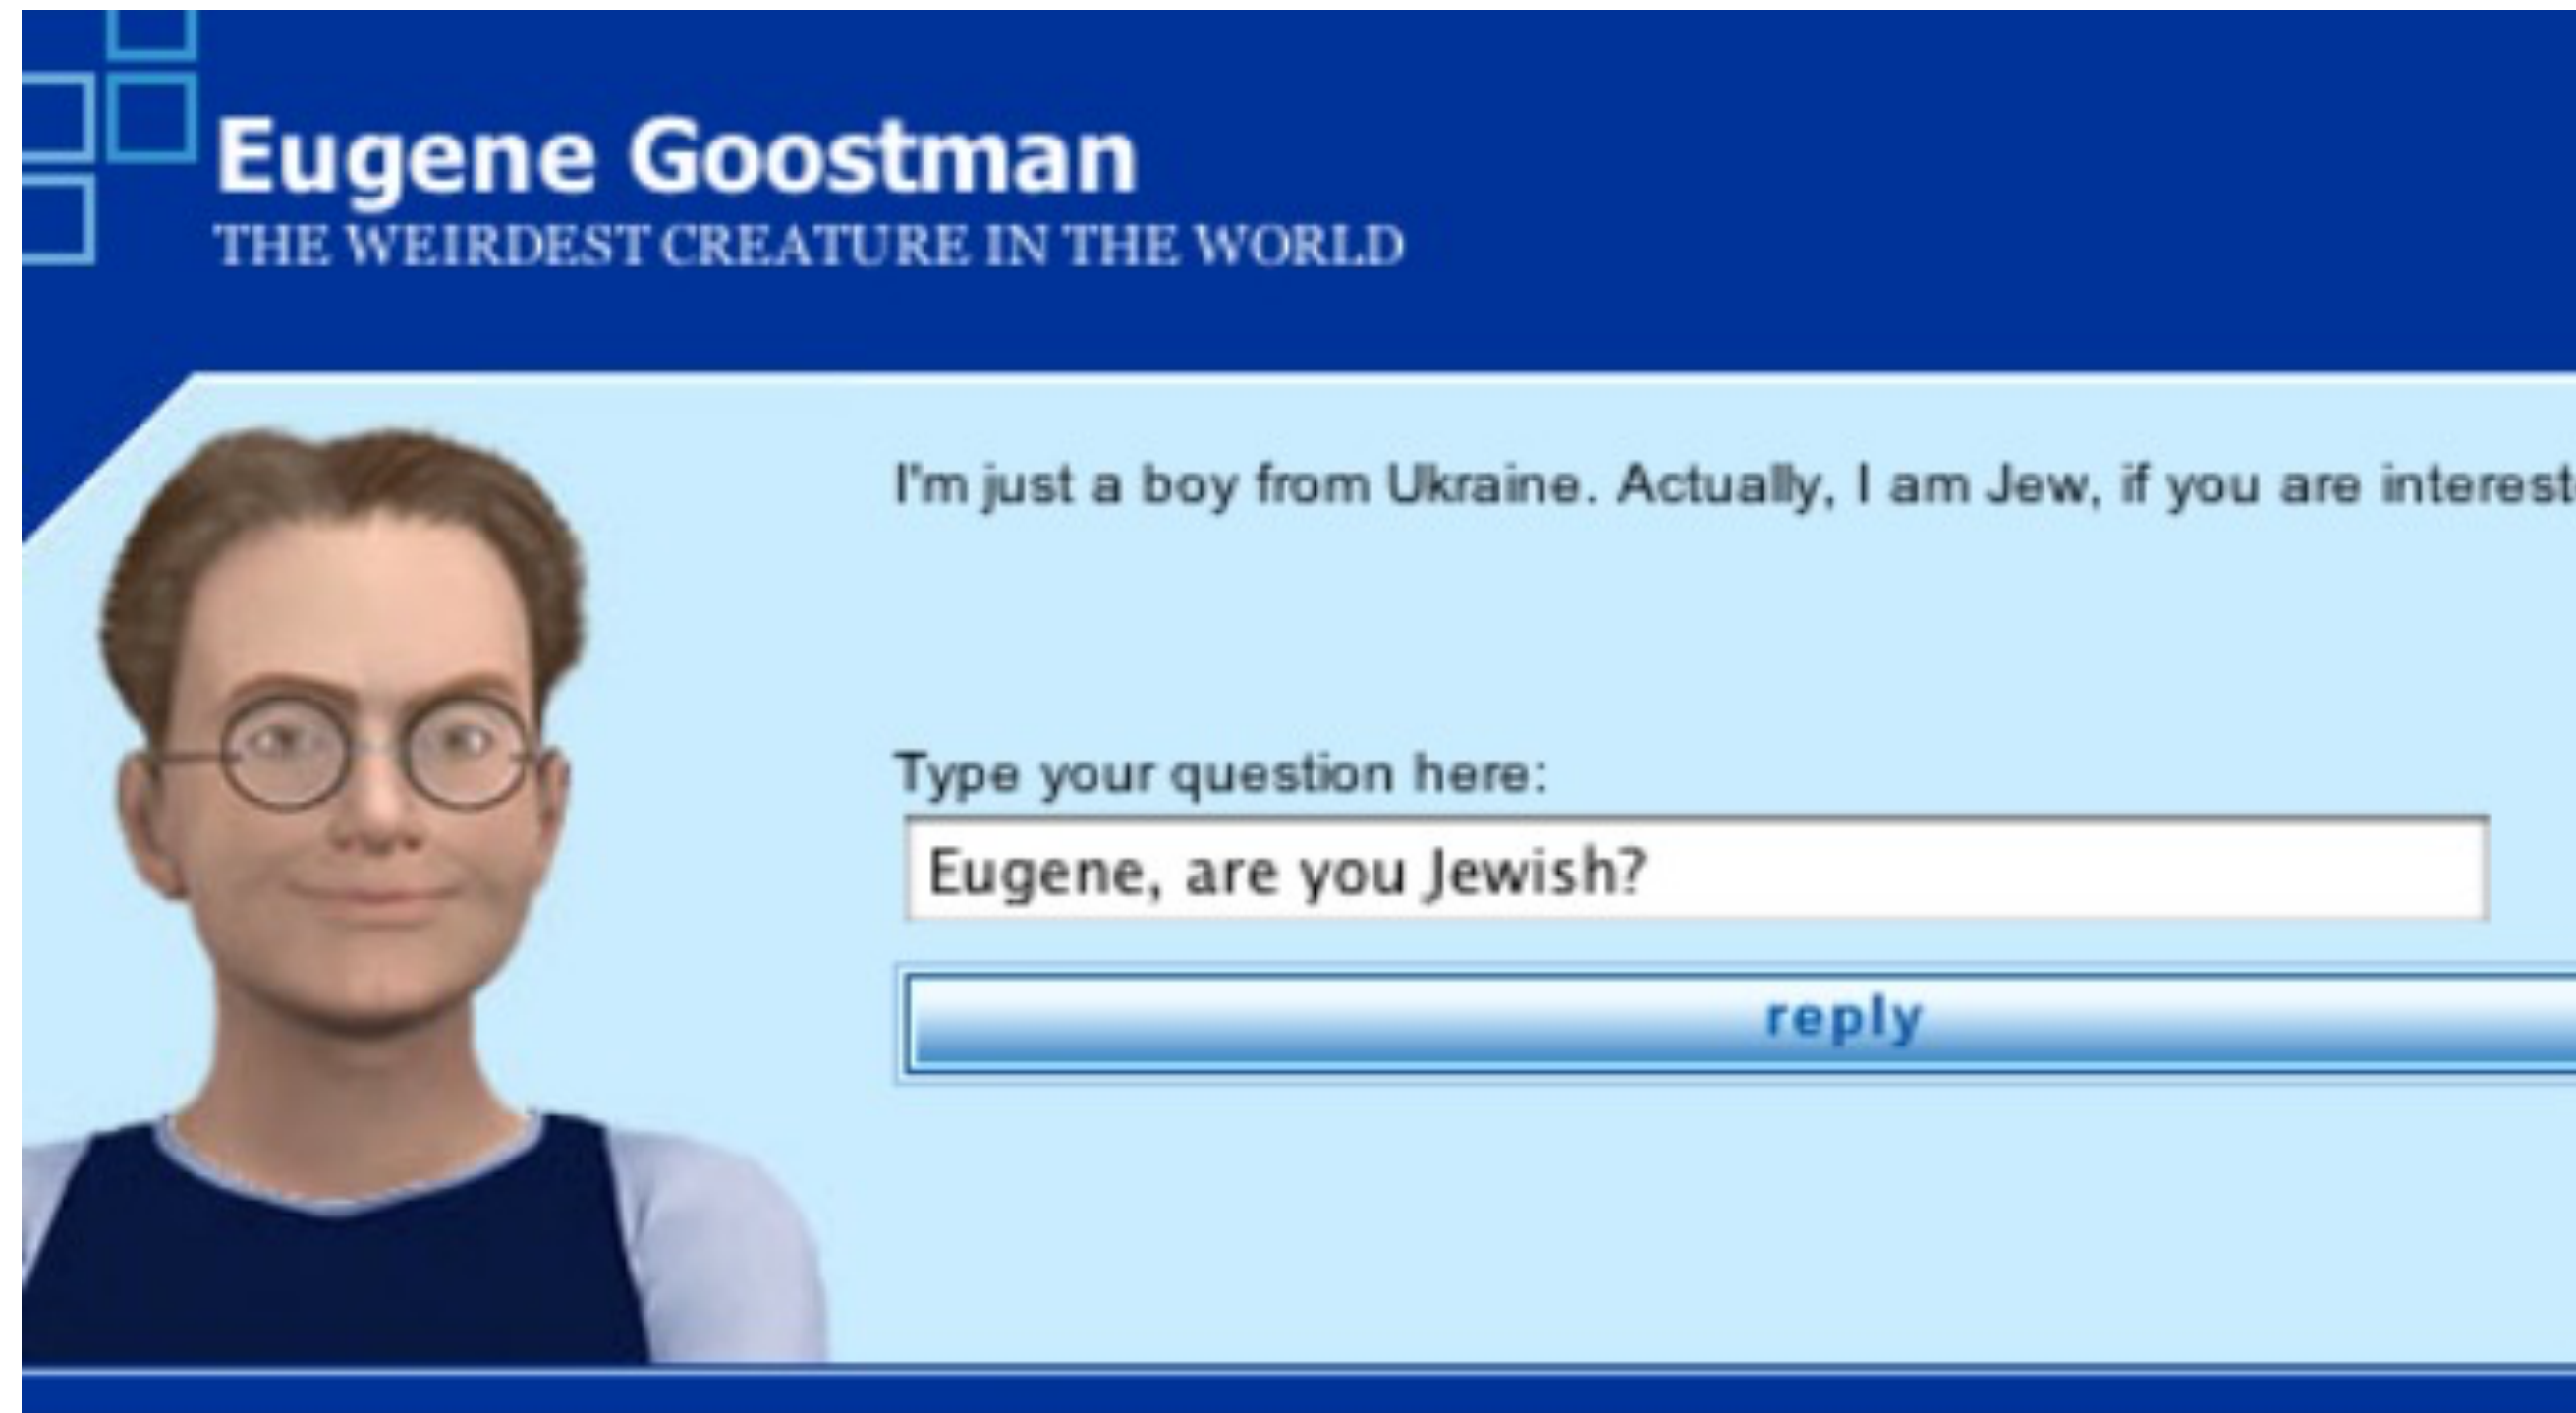 Eugene Goostman
THE WEIRDEST CREATURE IN THE WORLD
I'm just a boy from Ukraine. Actually, I am Jew, if you are
Type your question here:
Eugene, are you Jewish?
reply